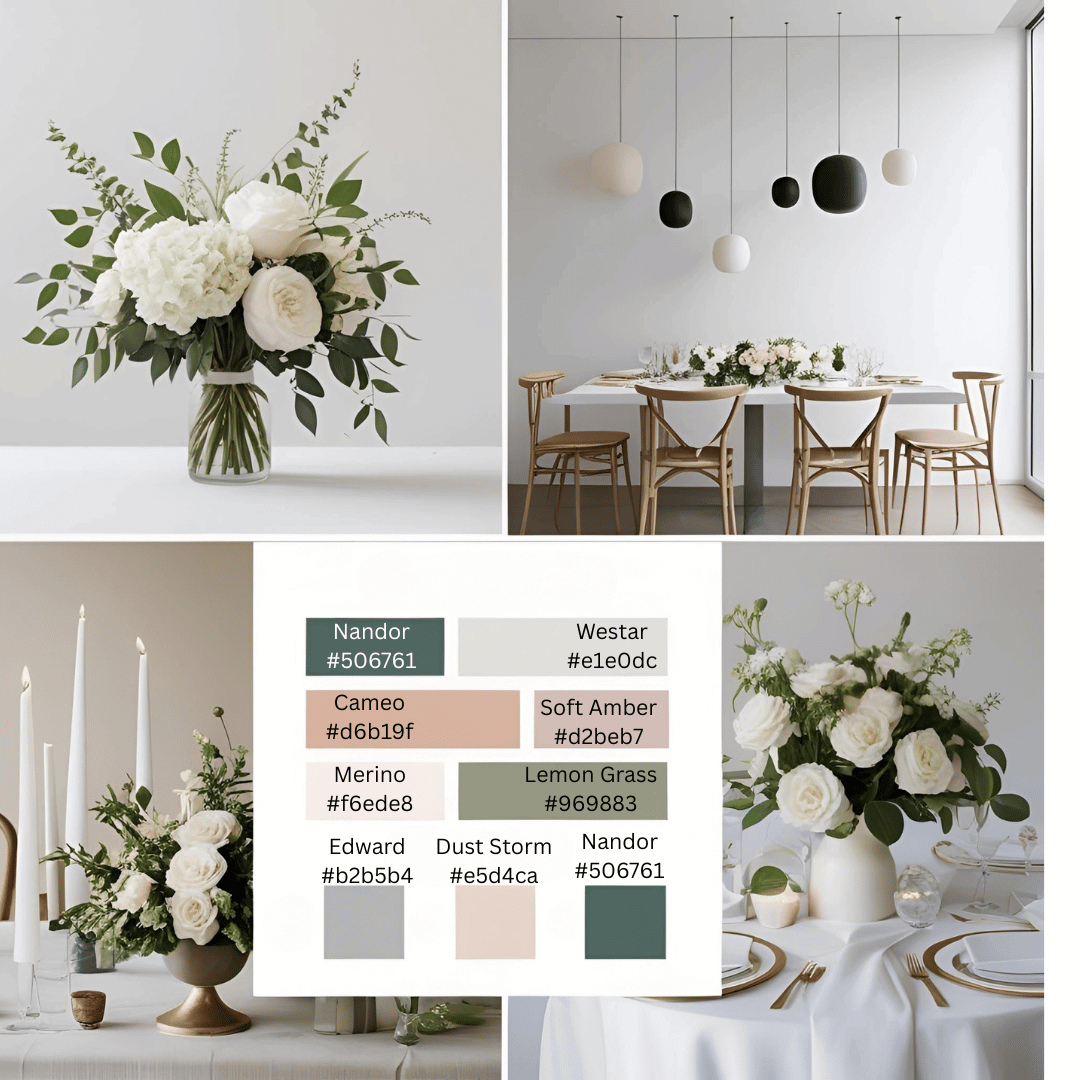 Nandor
#506761
Westar
#e1e0dc
Cameo
#d6b19f
Soft Amber
#d2beb7
Merino
#f6ede8
Lemon Grass
#969883
Edward
#b2b5b4
Dust Storm
#e5d4ca
Nandor
#506761